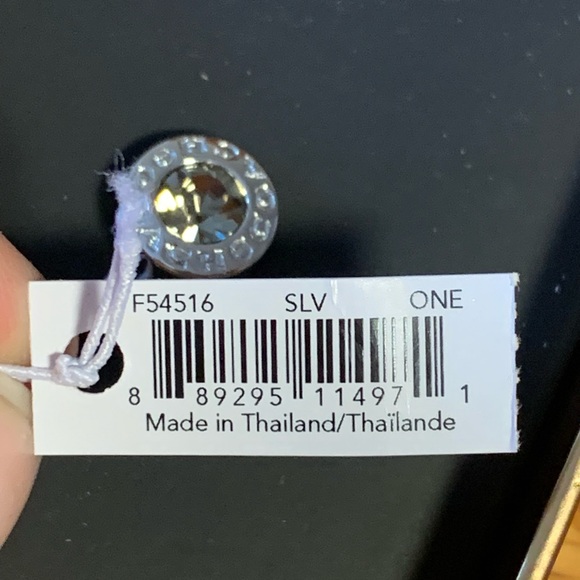 F54516 SLV ONE
8 89295 11497 1
Made in Thailand/Thaïlande